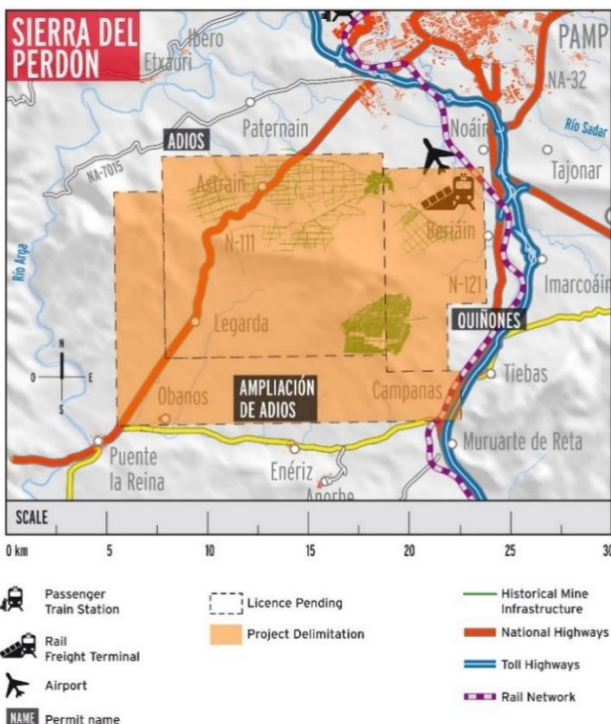 SIERRA DEL
PERDÓN
Ibero
Etxauri
PAMP
NA-32
Paternain
ADIOS
Noáin
Río Sadar
Tajonar
NA-7015
Astrain
Río Arga
N-111
Beriáin
N-121
Imarcoáin
Legarda
QUIÑONES
N
O
E
S
Obanos
AMPLIACIÓN
DE ADIOS
Campanas
Tiebas
Puente
la Reina
Enériz
Muruarte de Reta
Añorbe
SCALE
0 km
5
10
15
20
25
30
Passenger
Train Station
Rail
Freight Terminal
Airport
NAME Permit name
Licence Pending
Project Delimitation
Historical Mine
Infrastructure
National Highways
Toll Highways
Rail Network